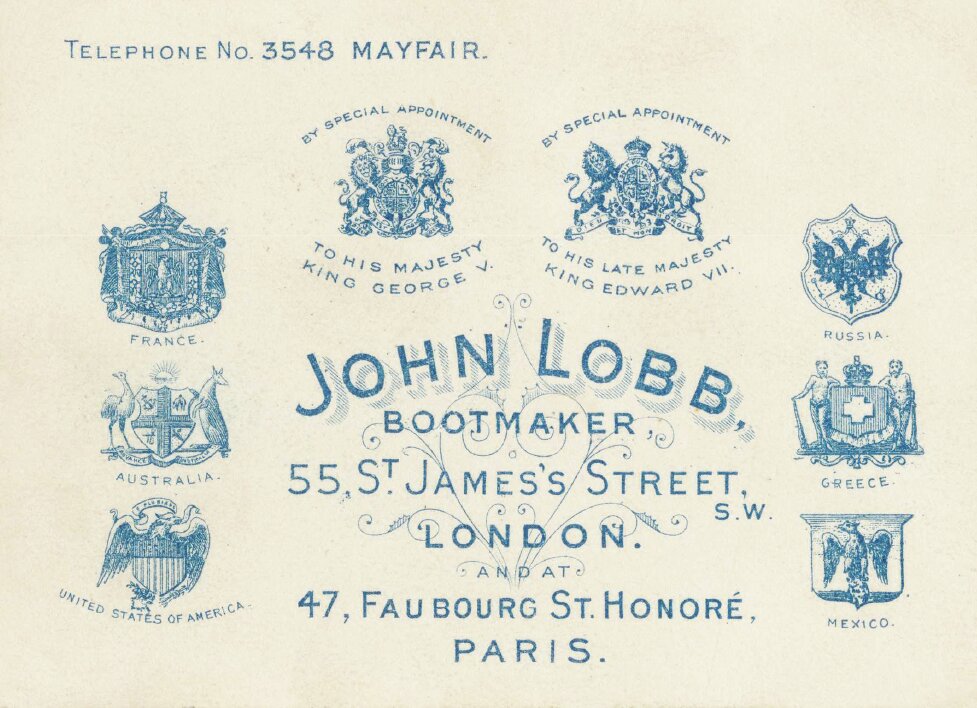 TELEPHONE NO. 3548 MAYFAIR.
BY SPECIAL APPOINTMENT
TO HIS MAJESTY
KING GEORGE V.
BY SPECIAL APPOINTMENT
TO HIS LATE MAJESTY
KING EDWARD VII.
FRANCE.
AUSTRALIA.
UNITED STATES OF AMERICA.
JOHN LOBB,
BOOTMAKER,
55, ST. JAMES'S STREET,
S.W.
LONDON.
AND AT
47, FAUBOURG ST. HONORÉ,
PARIS.
RUSSIA.
GREECE.
MEXICO.